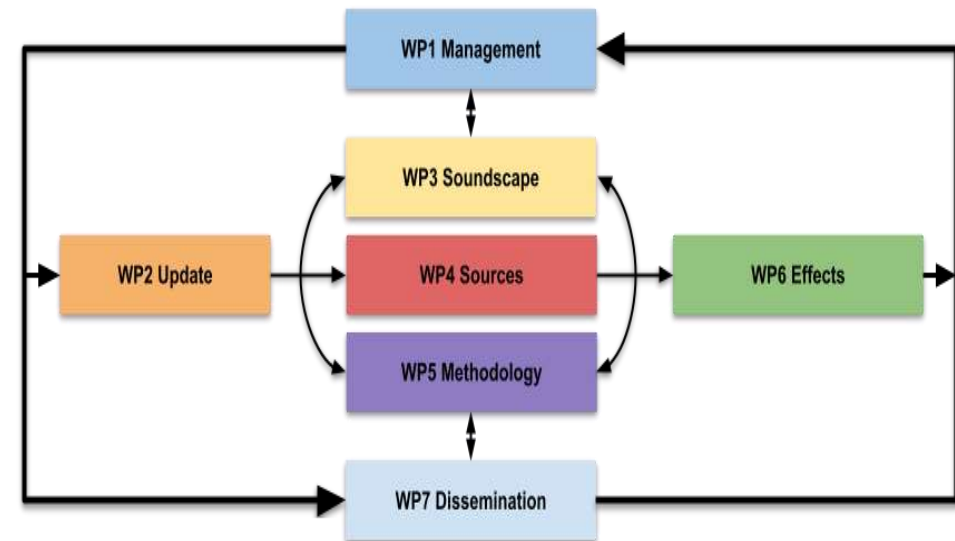 WP1 Management
WP3 Soundscape
WP2 Update
WP4 Sources
WP6 Effects
WP5 Methodology
WP7 Dissemination